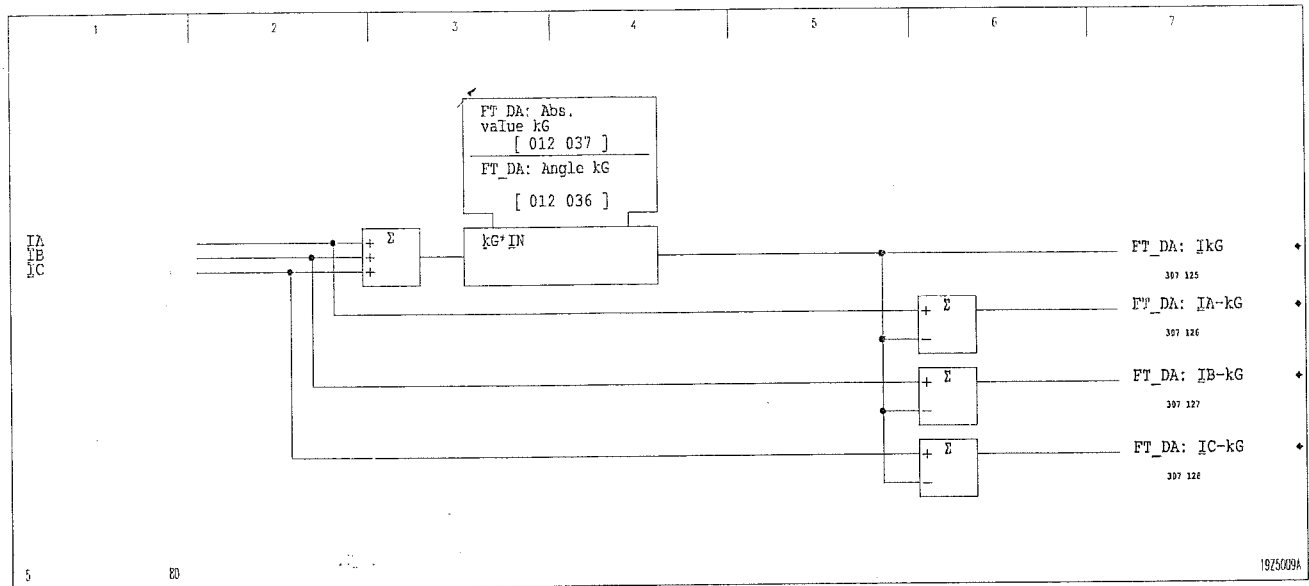 1 2 3 4 5 6 7
FT_DA: Abs.
value kG
[ 012 037 ]
FT_DA: Angle kG
[ 012 036 ]
IA
IB
IC
+ Σ
+
+
kG*IN
FT_DA: IkG
307 125
+ Σ
−
FT_DA: IA-kG
307 126
+ Σ
−
FT_DA: IB-kG
307 127
+ Σ
−
FT_DA: IC-kG
307 128
5 80 19Z5009A